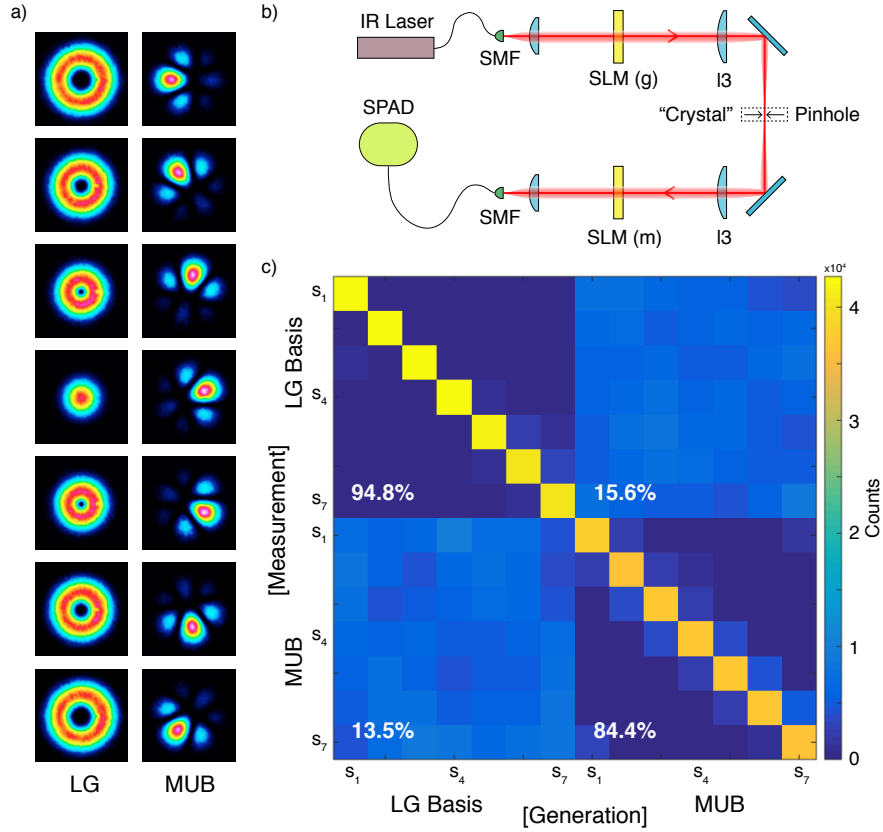 a)
LG
MUB
b)
IR Laser
SMF
SLM (g)
l3
SPAD
"Crystal"
Pinhole
SMF
SLM (m)
l3
c)
x10⁴
LG Basis
MUB
[Measurement]
s₁
s₄
s₇
s₁
s₄
s₇
94.8%
15.6%
13.5%
84.4%
s₁
s₄
s₇
s₁
s₄
s₇
LG Basis
[Generation]
MUB
4
3
2
1
0
Counts